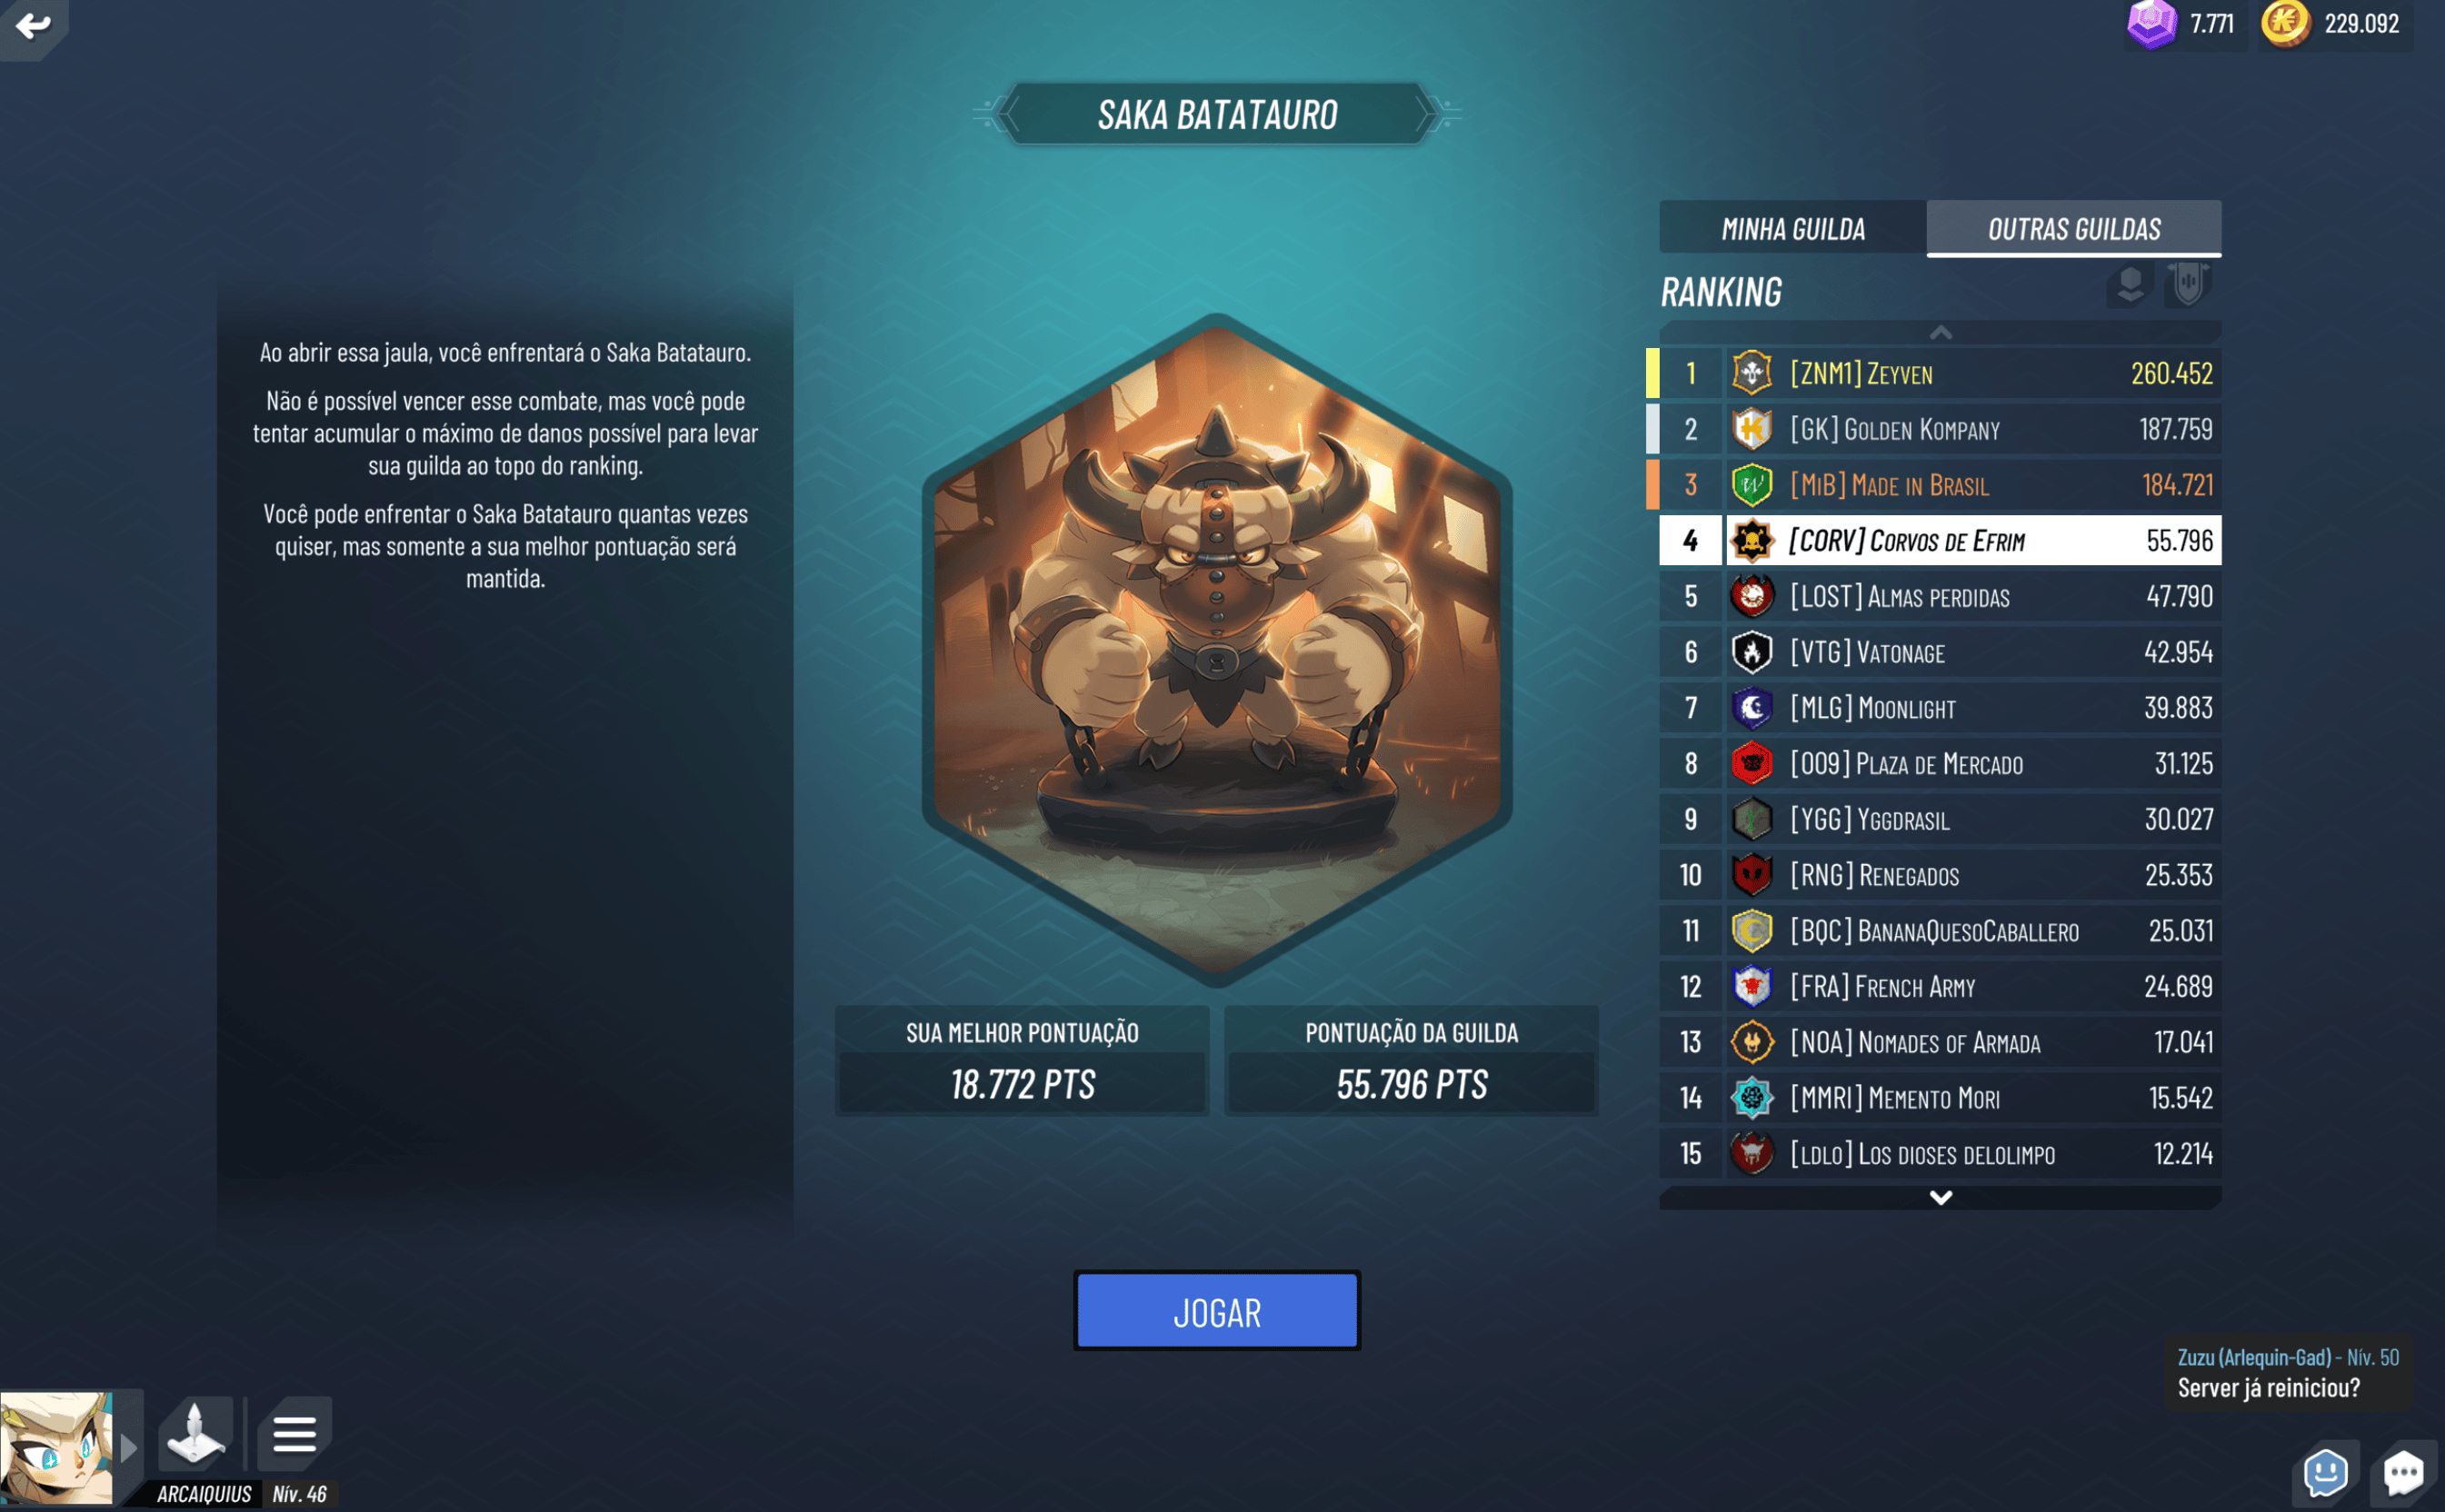 7.771
229.092
SAKA BATATAURO
Ao abrir essa jaula, você enfrentará o Saka Batatauro.
Não é possível vencer esse combate, mas você pode
tentar acumular o máximo de danos possível para levar
sua guilda ao topo do ranking.
Você pode enfrentar o Saka Batatauro quantas vezes
quiser, mas somente a sua melhor pontuação será
mantida.
SUA MELHOR PONTUAÇÃO
18.772 PTS
PONTUAÇÃO DA GUILDA
55.796 PTS
JOGAR
MINHA GUILDA
OUTRAS GUILDAS
RANKING
1 [ZNM1] ZEYVEN 260.452
2 [GK] GOLDEN KOMPANY 187.759
3 [MIB] MADE IN BRASIL 184.721
4 [CORV] CORVOS DE EFRIM 55.796
5 [LOST] ALMAS PERDIDAS 47.790
6 [VTG] VATONAGE 42.954
7 [MLG] MOONLIGHT 39.883
8 [009] PLAZA DE MERCADO 31.125
9 [YGG] YGGDRASIL 30.027
10 [RNG] RENEGADOS 25.353
11 [BQC] BANANAQUESOCABALLERO 25.031
12 [FRA] FRENCH ARMY 24.689
13 [NOA] NOMADES OF ARMADA 17.041
14 [MMRI] MEMENTO MORI 15.542
15 [LDLO] LOS DIOSES DELOLIMPO 12.214
Zuzu (Arlequin-Gad) - Nív. 50
Server já reiniciou?
ARCAIQUIUS Nív. 46